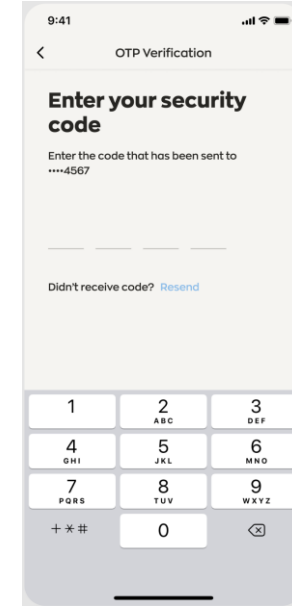 9:41
OTP Verification
Enter your security
code
Enter the code that has been sent to
••••4567
Didn't receive code? Resend
1 2 3
ABC DEF
4 5 6
GHI JKL MNO
7 8 9
PQRS TUV WXYZ
+*# 0